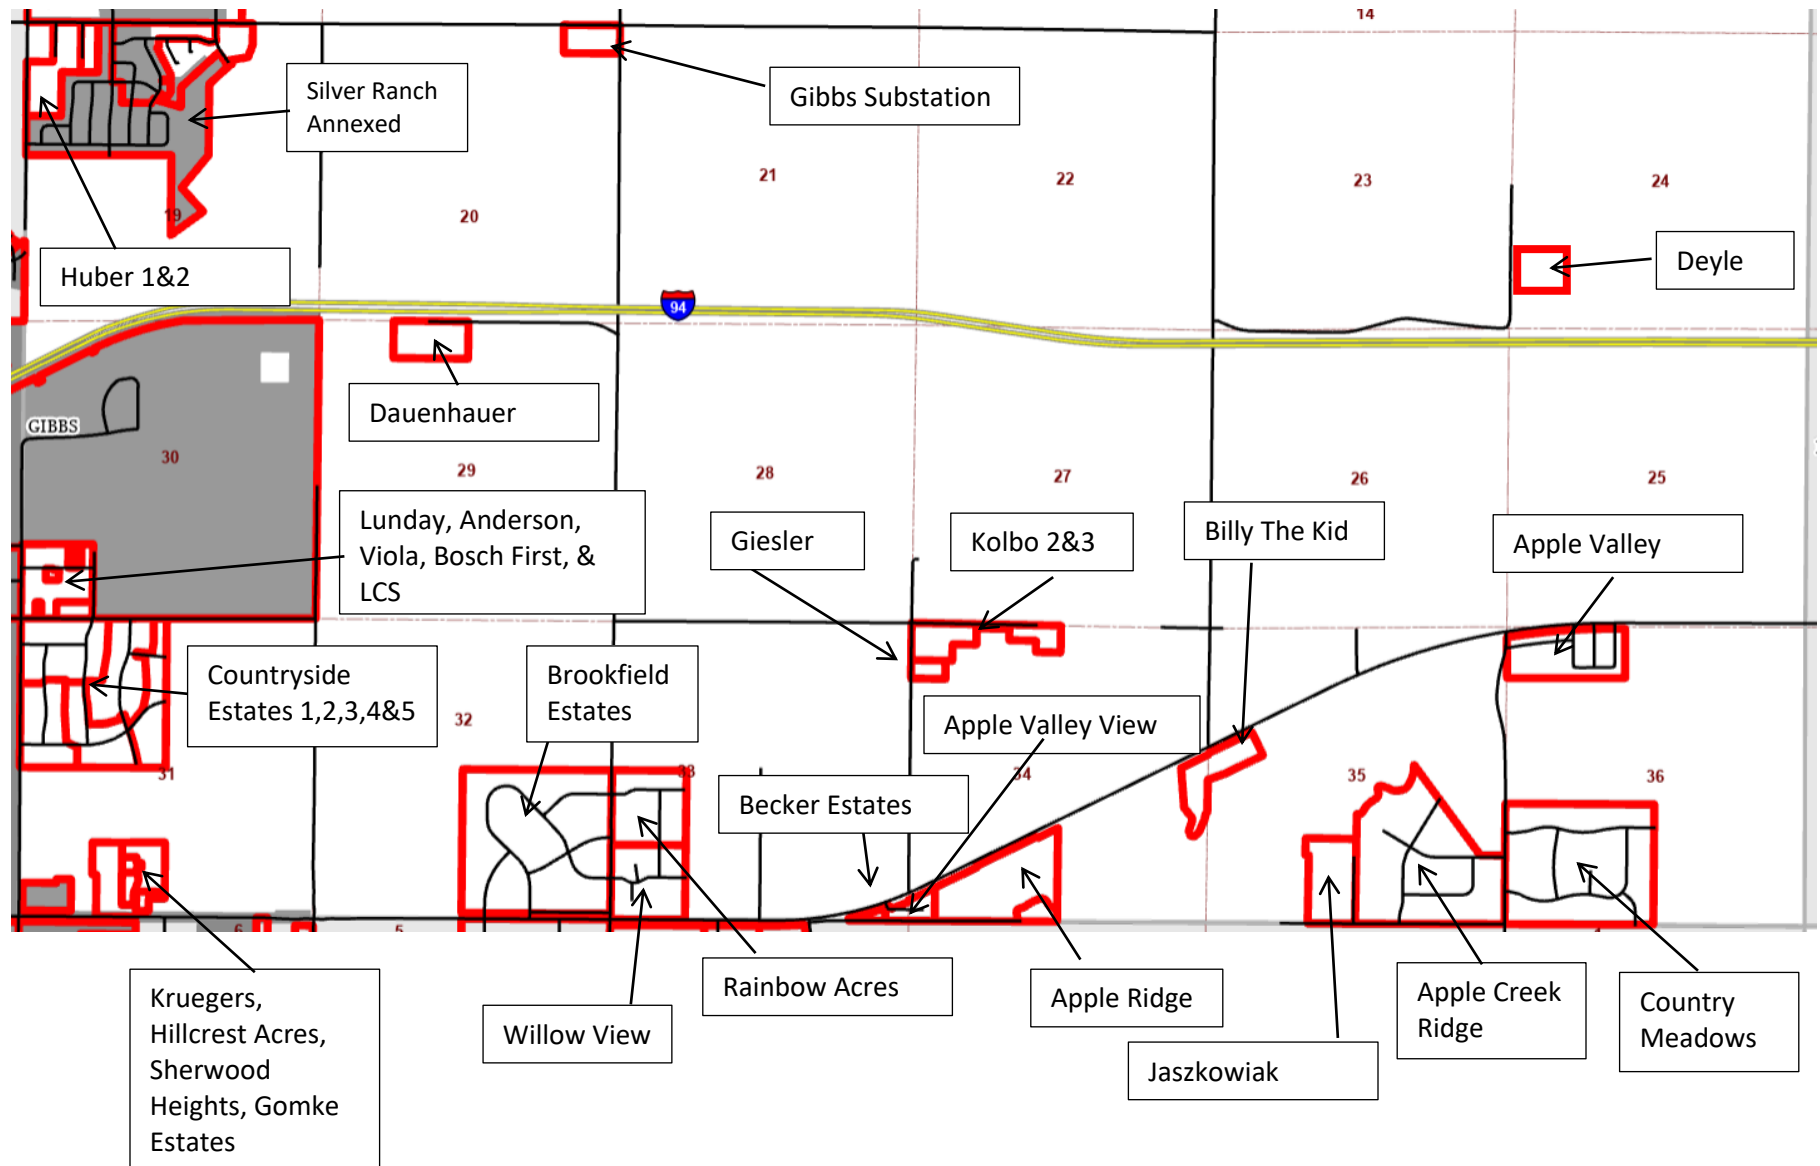 14
Silver Ranch
Annexed
Gibbs Substation
21
22
23
24
19
20
Huber 1&2
Deyle
94
Dauenhauer
GIBBS
30
29
28
27
26
25
Lunday, Anderson,
Viola, Bosch First, &
LCS
Giesler
Kolbo 2&3
Billy The Kid
Apple Valley
Countryside
Estates 1,2,3,4&5
Brookfield
Estates
32
Apple Valley View
31
33
34
35
36
Becker Estates
6
5
Kruegers,
Hillcrest Acres,
Sherwood
Heights, Gomke
Estates
Willow View
Rainbow Acres
Apple Ridge
Jaszkowiak
Apple Creek
Ridge
Country
Meadows